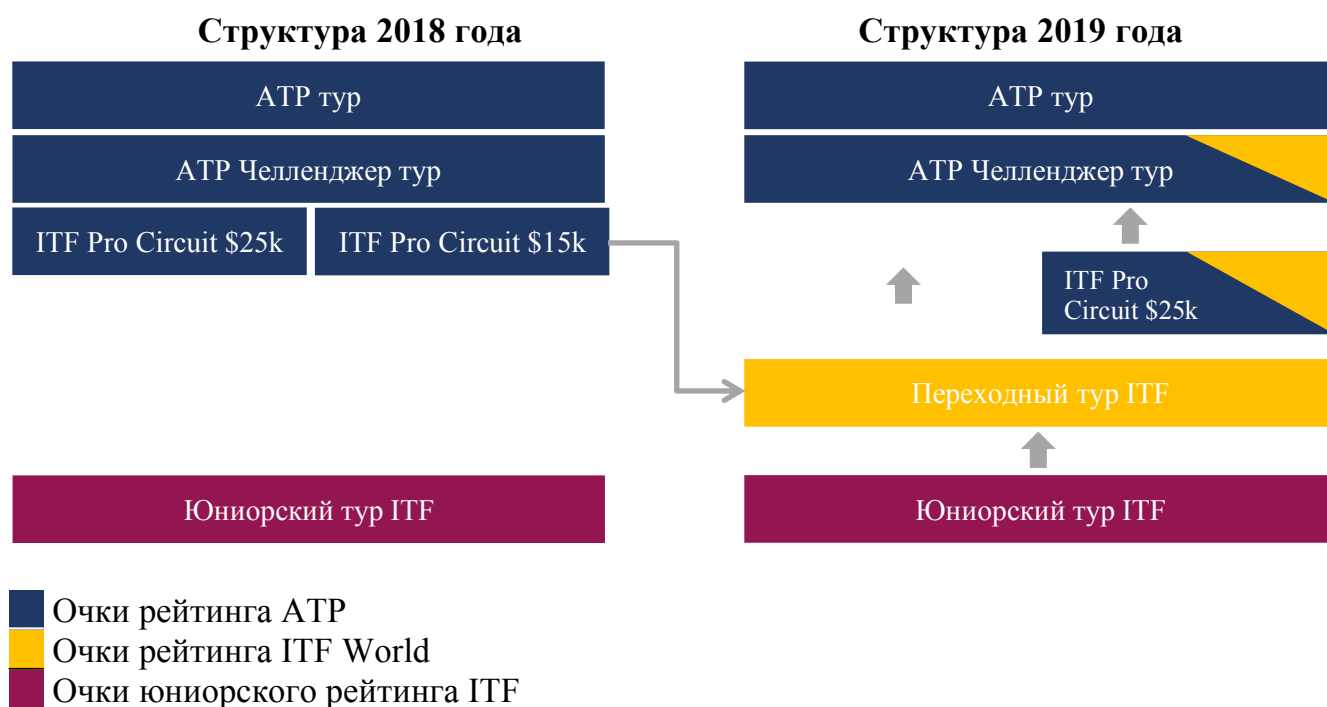 Структура 2018 года
АТР тур
АТР Челленджер тур
ITF Pro Circuit $25k
ITF Pro Circuit $15k
Юниорский тур ITF
Структура 2019 года
АТР тур
АТР Челленджер тур
ITF Pro
Circuit $25k
Переходный тур ITF
Юниорский тур ITF
Очки рейтинга АТР
Очки рейтинга ITF World
Очки юниорского рейтинга ITF